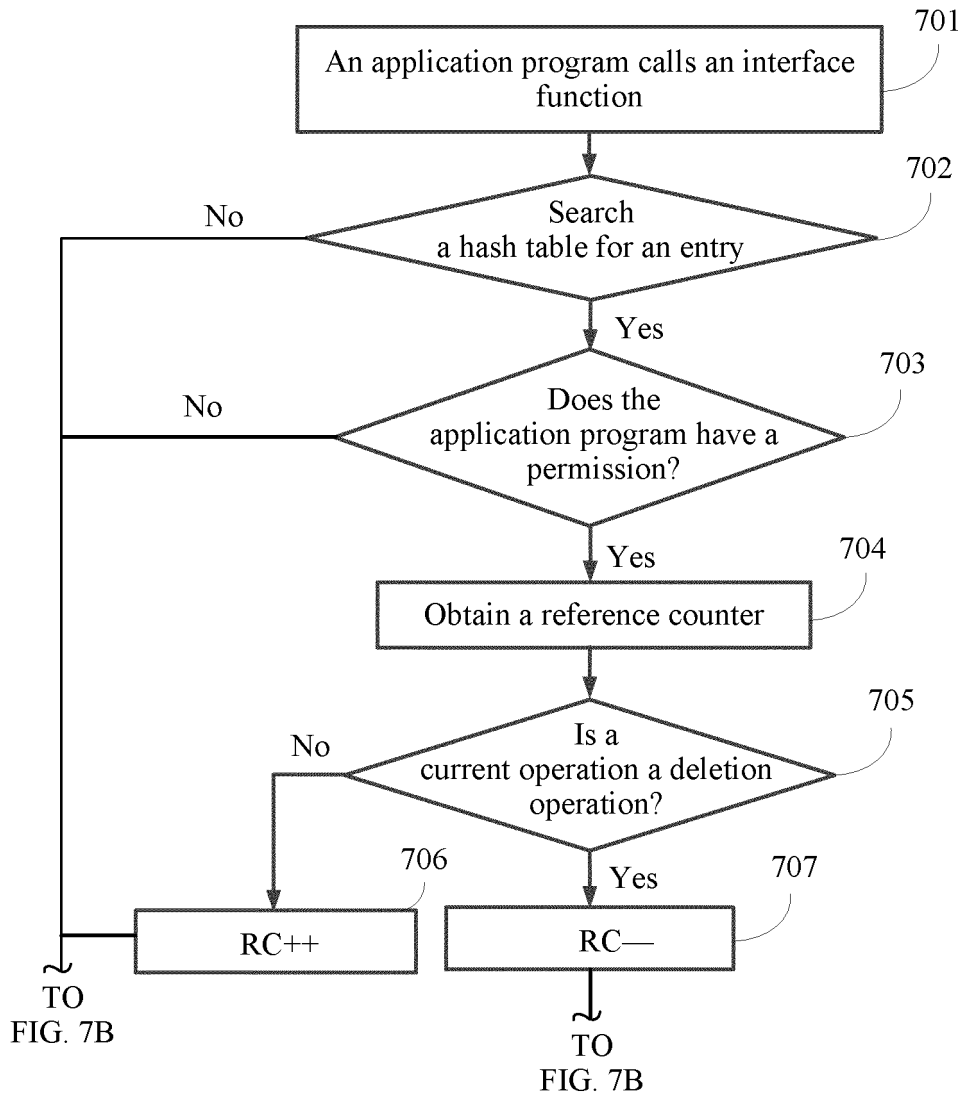 701
An application program calls an interface
function
702
No
Search
a hash table for an entry
Yes
703
No
Does the
application program have a
permission?
Yes
704
Obtain a reference counter
705
No
Is a
current operation a deletion
operation?
706
Yes
707
RC++
RC—
TO
FIG. 7B
TO
FIG. 7B